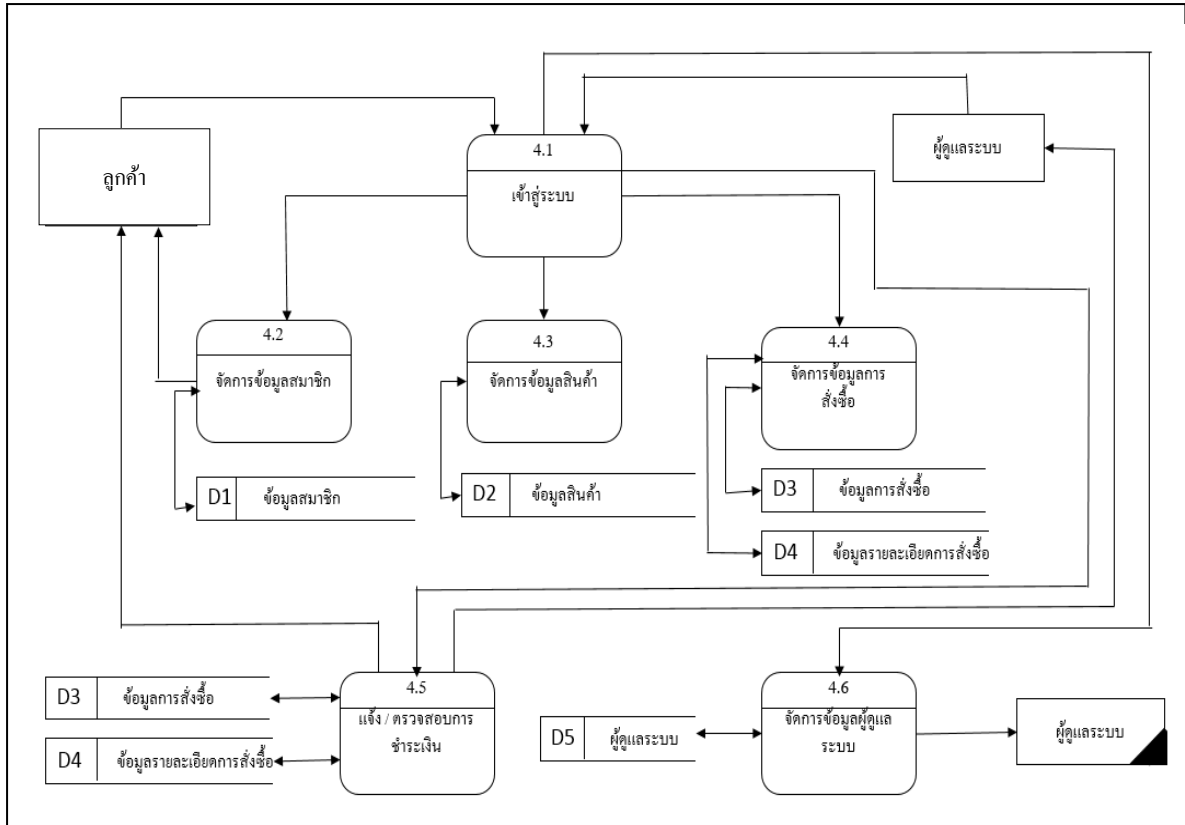 4.1
เข้าสู่ระบบ
ลูกค้า
ผู้ดูแลระบบ
4.2
จัดการข้อมูลสมาชิก
4.3
จัดการข้อมูลสินค้า
4.4
จัดการข้อมูลการ
สั่งซื้อ
D1 ข้อมูลสมาชิก
D2 ข้อมูลสินค้า
D3 ข้อมูลการสั่งซื้อ
D4 ข้อมูลรายละเอียดการสั่งซื้อ
D3 ข้อมูลการสั่งซื้อ
D4 ข้อมูลรายละเอียดการสั่งซื้อ
4.5
แจ้ง / ตรวจสอบการ
ชำระเงิน
D5 ผู้ดูแลระบบ
4.6
จัดการข้อมูลผู้ดูแล
ระบบ
ผู้ดูแลระบบ